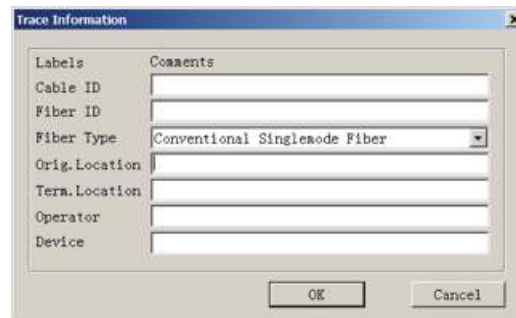 Trace Information
Labels Comments
Cable ID
Fiber ID
Fiber Type Conventional Singlemode Fiber
Orig.Location
Term.Location
Operator
Device
OK Cancel